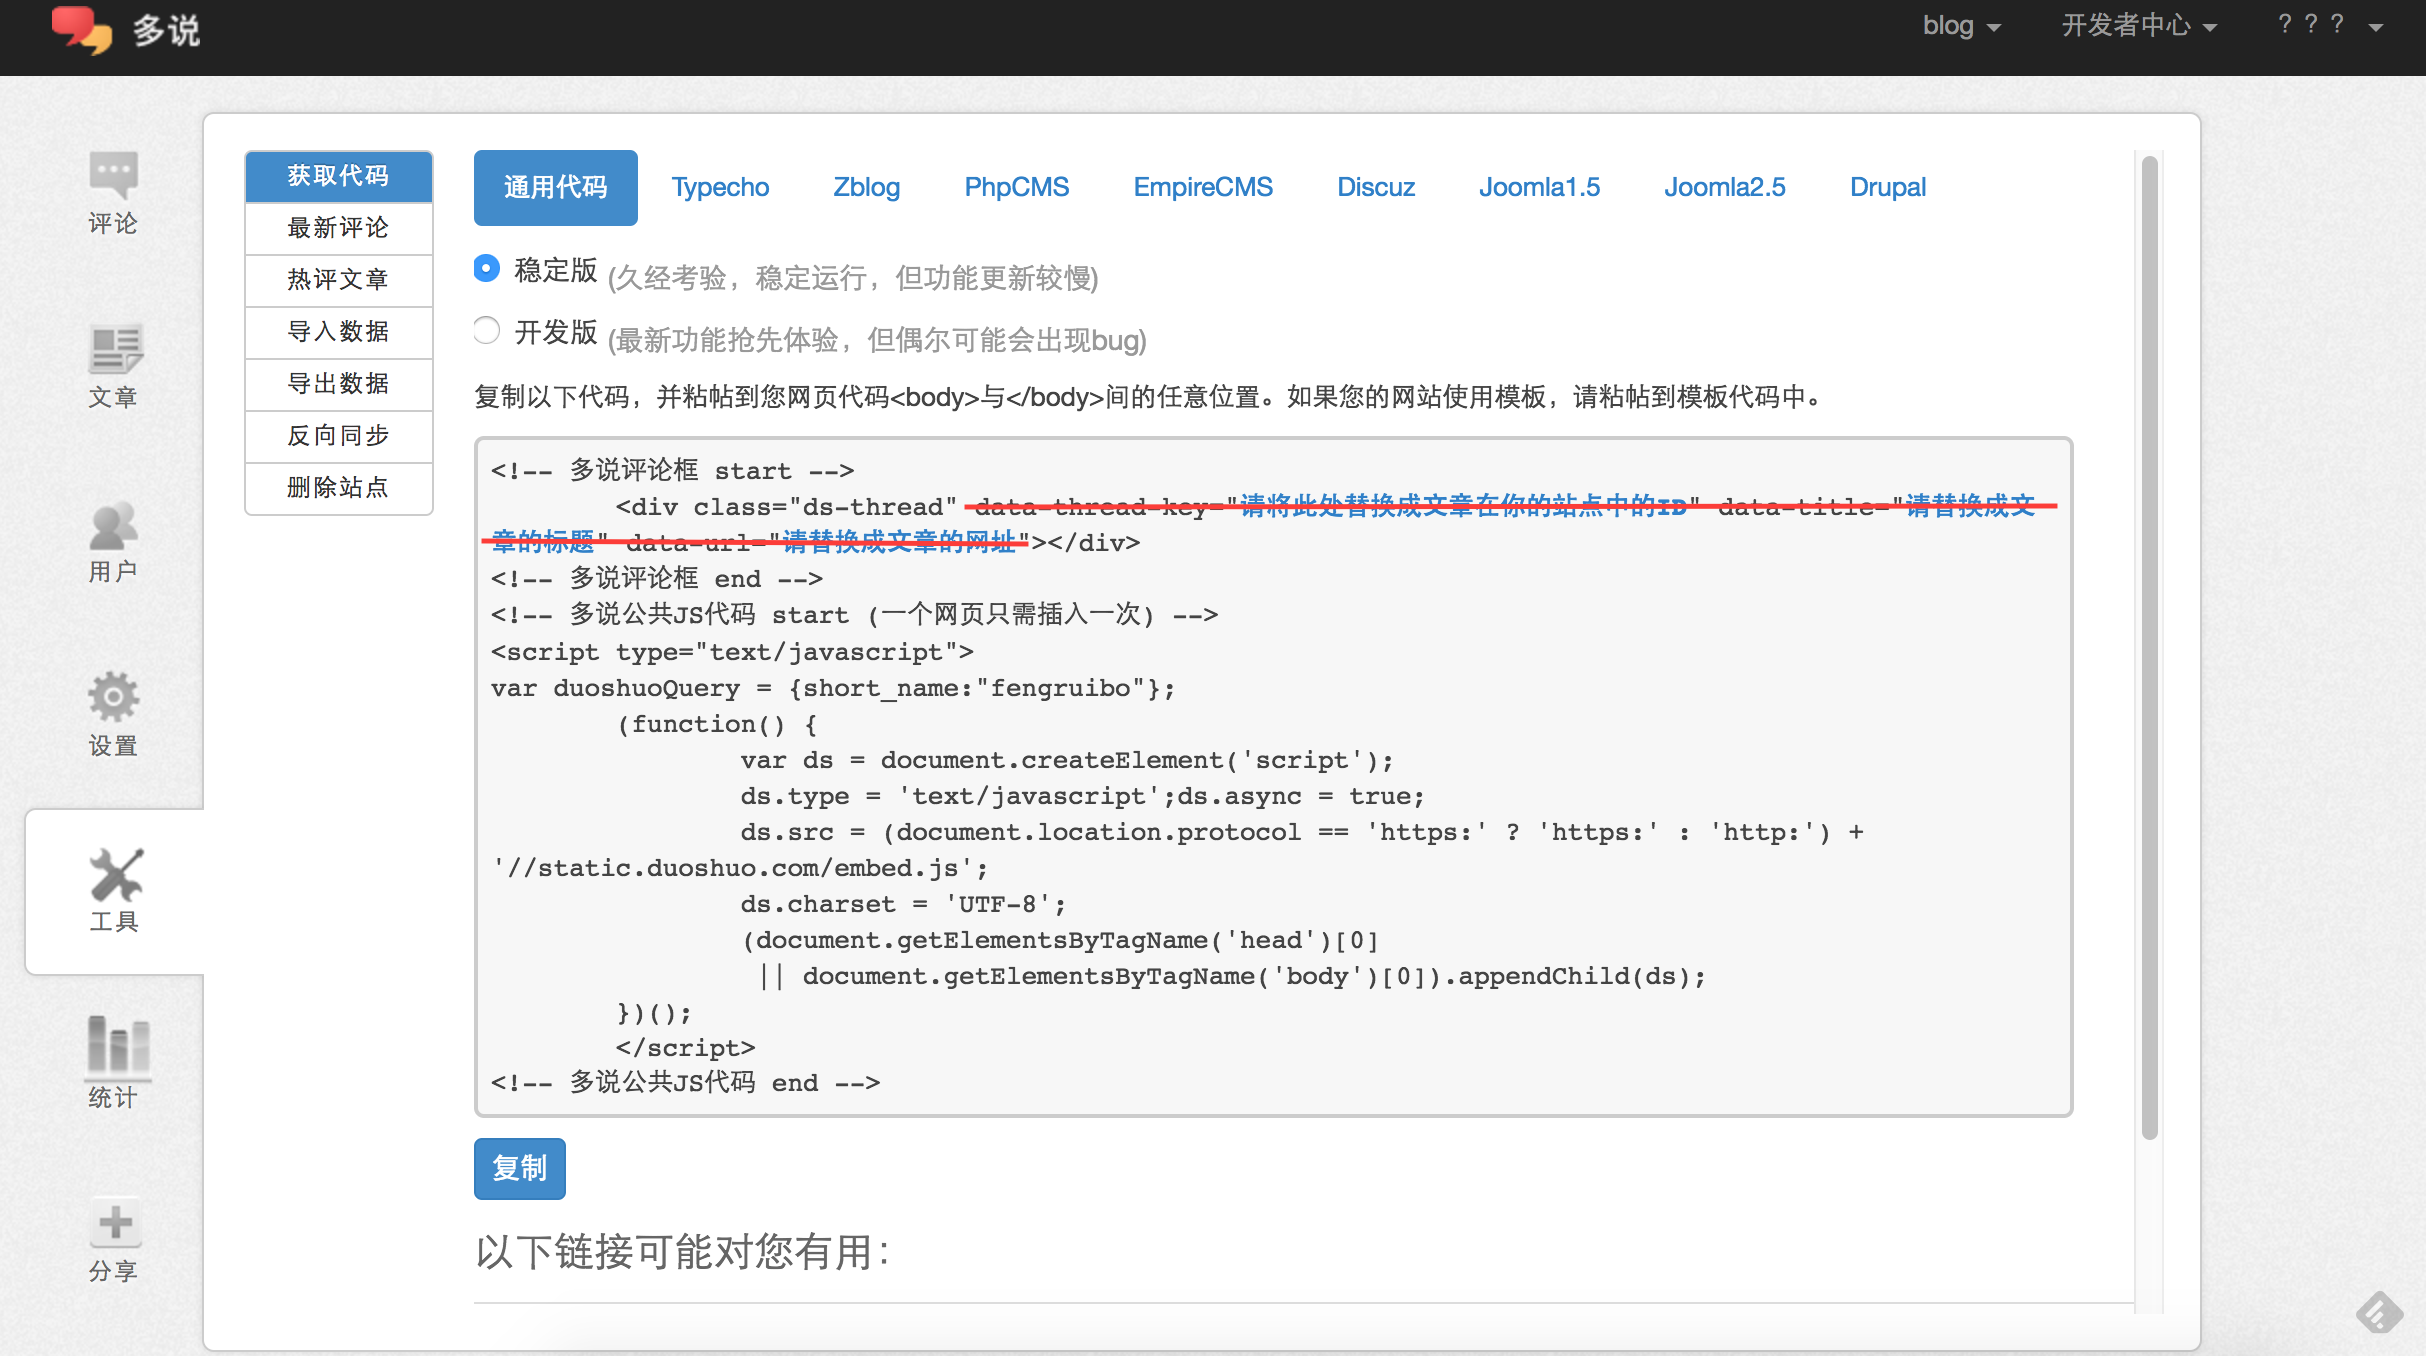 多说
blog
开发者中心
? ? ?
评论
文章
用户
设置
工具
统计
分享
获取代码
最新评论
热评文章
导入数据
导出数据
反向同步
删除站点
通用代码 Typecho Zblog PhpCMS EmpireCMS Discuz Joomla1.5 Joomla2.5 Drupal
稳定版 (久经考验，稳定运行，但功能更新较慢)
开发版 (最新功能抢先体验，但偶尔可能会出现bug)
复制以下代码，并粘帖到您网页代码<body>与</body>间的任意位置。如果您的网站使用模板，请粘帖到模板代码中。
<!-- 多说评论框 start -->
<div class="ds-thread" data-thread-key="请将此处替换成文章在你的站点中的ID" data-title="请替换成文
章的标题" data-url="请替换成文章的网址"></div>
<!-- 多说评论框 end -->
<!-- 多说公共JS代码 start (一个网页只需插入一次) -->
<script type="text/javascript">
var duoshuoQuery = {short_name:"fengruibo"};
(function() {
var ds = document.createElement('script');
ds.type = 'text/javascript';ds.async = true;
ds.src = (document.location.protocol == 'https:' ? 'https:' : 'http:') +
'//static.duoshuo.com/embed.js';
ds.charset = 'UTF-8';
(document.getElementsByTagName('head')[0]
|| document.getElementsByTagName('body')[0]).appendChild(ds);
})();
</script>
<!-- 多说公共JS代码 end -->
复制
以下链接可能对您有用：